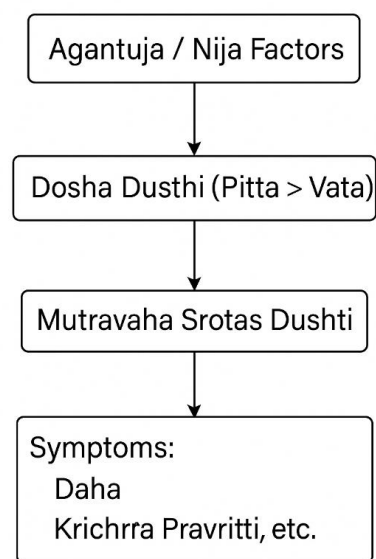 Agantuja / Nija Factors
Dosha Dusthi (Pitta > Vata)
Mutravaha Srotas Dushti
Symptoms:
Daha
Krichrra Pravritti, etc.